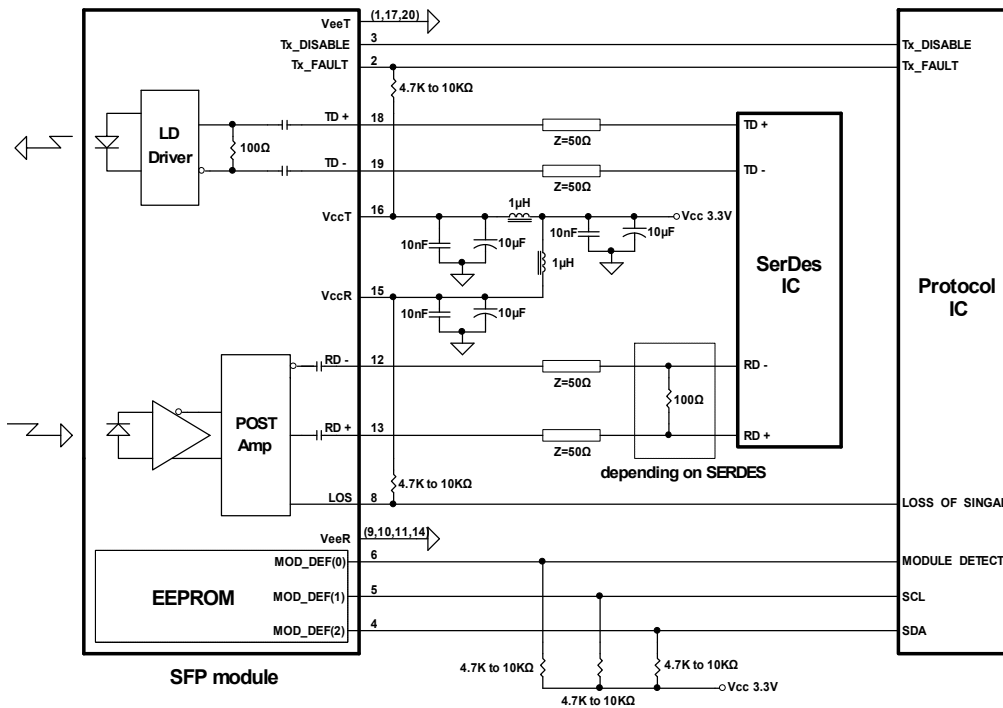 VeeT
(1,17,20)
Tx_DISABLE
3
Tx_DISABLE
Tx_FAULT
2
Tx_FAULT
4.7K to 10KΩ
LD
Driver
100Ω
TD +
18
Z=50Ω
TD +
TD -
19
Z=50Ω
TD -
VccT
16
1μH
Vcc 3.3V
10nF
10μF
10nF
10μF
1μH
SerDes
IC
Protocol
IC
VccR
15
10nF
10μF
RD -
12
Z=50Ω
RD -
POST
Amp
100Ω
RD +
13
Z=50Ω
RD +
depending on SERDES
4.7K to 10KΩ
LOS
8
LOSS OF SINGAL
VeeR
(9,10,11,14)
EEPROM
MOD_DEF(0)
6
MODULE DETECT
MOD_DEF(1)
5
SCL
MOD_DEF(2)
4
SDA
4.7K to 10KΩ
4.7K to 10KΩ
4.7K to 10KΩ
Vcc 3.3V
SFP module